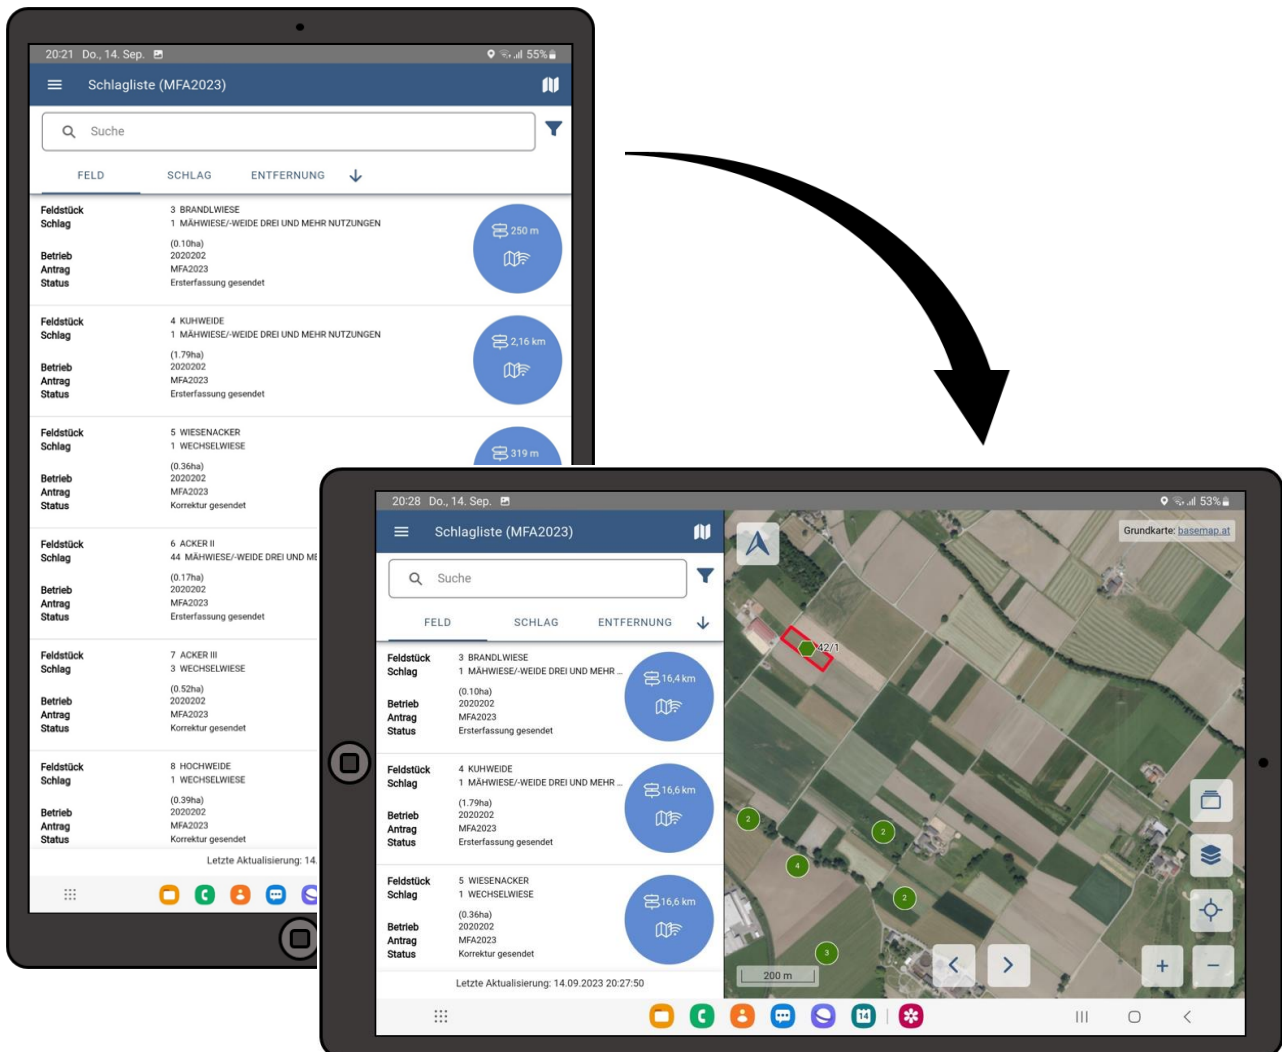 20:21 Do., 14. Sep. 55%
Schlagliste (MFA2023)
Suche
FELD SCHLAG ENTFERNUNG
Feldstück 3 BRANDLWIESE
Schlag 1 MÄHWIESE/-WEIDE DREI UND MEHR NUTZUNGEN
250 m
(0.10ha)
Betrieb 2020202
Antrag MFA2023
Status Ersterfassung gesendet
Feldstück 4 KUHWEIDE
Schlag 1 MÄHWIESE/-WEIDE DREI UND MEHR NUTZUNGEN
2,16 km
(1.79ha)
Betrieb 2020202
Antrag MFA2023
Status Ersterfassung gesendet
Feldstück 5 WIESENACKER
Schlag 1 WECHSELWIESE
319 m
(0.36ha)
Betrieb 2020202
Antrag MFA2023
Status Korrektur gesendet
Feldstück 6 ACKER II
Schlag 44 MÄHWIESE/-WEIDE DREI UND ME
(0.17ha)
Betrieb 2020202
Antrag MFA2023
Status Ersterfassung gesendet
Feldstück 7 ACKER III
Schlag 3 WECHSELWIESE
(0.52ha)
Betrieb 2020202
Antrag MFA2023
Status Korrektur gesendet
Feldstück 8 HOCHWEIDE
Schlag 1 WECHSELWIESE
(0.39ha)
Betrieb 2020202
Antrag MFA2023
Status Korrektur gesendet
Letzte Aktualisierung: 14.
20:28 Do., 14. Sep. 53%
Schlagliste (MFA2023)
Suche
FELD SCHLAG ENTFERNUNG
Feldstück 3 BRANDLWIESE
Schlag 1 MÄHWIESE/-WEIDE DREI UND MEHR ...
16,4 km
(0.10ha)
Betrieb 2020202
Antrag MFA2023
Status Ersterfassung gesendet
Feldstück 4 KUHWEIDE
Schlag 1 MÄHWIESE/-WEIDE DREI UND MEHR ...
16,6 km
(1.79ha)
Betrieb 2020202
Antrag MFA2023
Status Ersterfassung gesendet
Feldstück 5 WIESENACKER
Schlag 1 WECHSELWIESE
16,6 km
(0.36ha)
Betrieb 2020202
Antrag MFA2023
Status Korrektur gesendet
Letzte Aktualisierung: 14.09.2023 20:27:50
Grundkarte: basemap.at
42/1
2
2
4
2
3
200 m
+ −
14